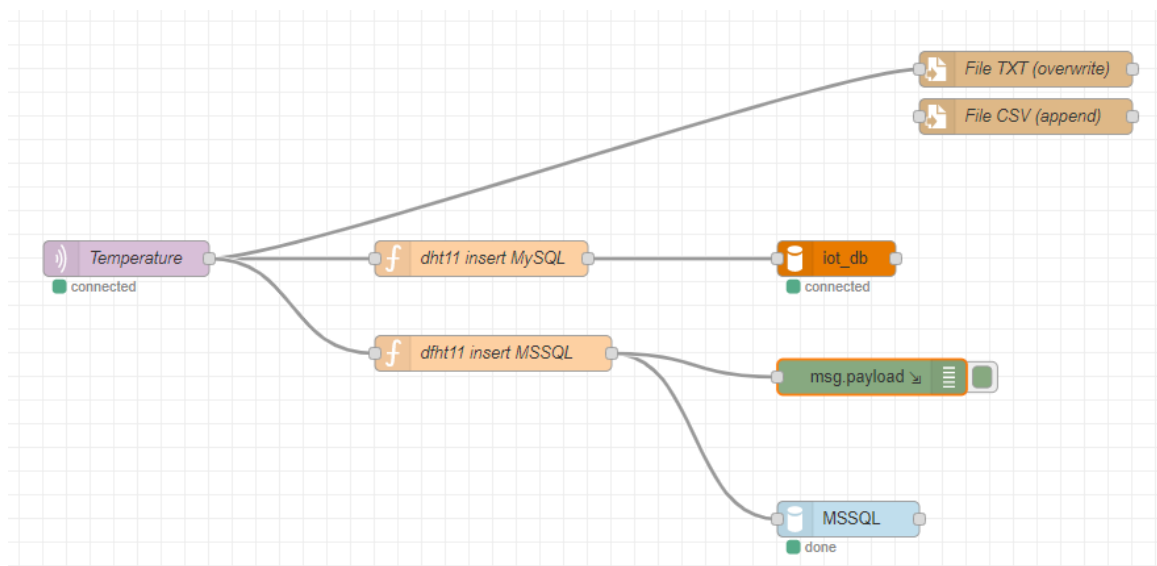 File TXT (overwrite)
File CSV (append)
Temperature
connected
dht11 insert MySQL
iot_db
connected
dfht11 insert MSSQL
msg.payload
MSSQL
done